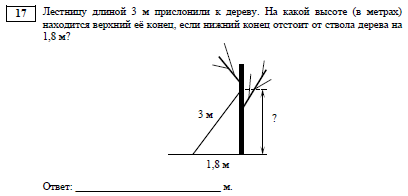 17 Лестницу длиной 3 м прислонили к дереву. На какой высоте (в метрах)
находится верхний её конец, если нижний конец отстоит от ствола дерева на
1,8 м?
3 м
?
1,8 м
Ответ: ____________________________ м.